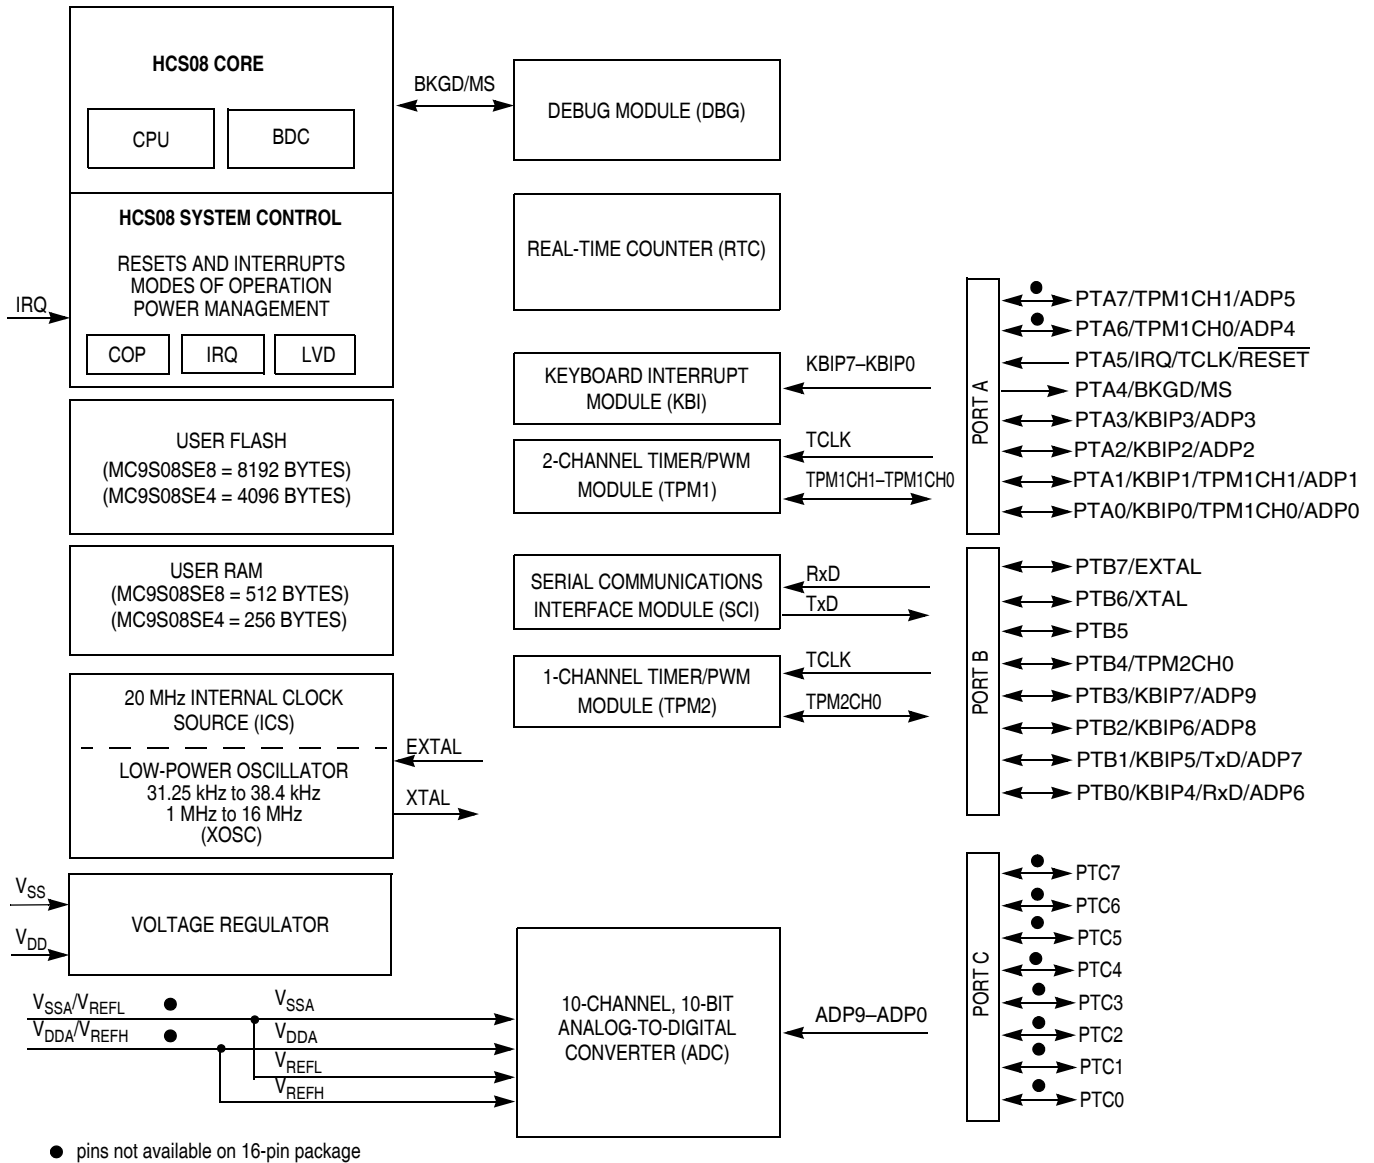 HCS08 CORE
CPU
BDC
BKGD/MS
DEBUG MODULE (DBG)
HCS08 SYSTEM CONTROL
RESETS AND INTERRUPTS
MODES OF OPERATION
POWER MANAGEMENT
IRQ
COP
IRQ
LVD
REAL-TIME COUNTER (RTC)
KEYBOARD INTERRUPT
MODULE (KBI)
KBIP7–KBIP0
USER FLASH
(MC9S08SE8 = 8192 BYTES)
(MC9S08SE4 = 4096 BYTES)
2-CHANNEL TIMER/PWM
MODULE (TPM1)
TCLK
TPM1CH1–TPM1CH0
USER RAM
(MC9S08SE8 = 512 BYTES)
(MC9S08SE4 = 256 BYTES)
SERIAL COMMUNICATIONS
INTERFACE MODULE (SCI)
RxD
TxD
20 MHz INTERNAL CLOCK
SOURCE (ICS)
LOW-POWER OSCILLATOR
31.25 kHz to 38.4 kHz
1 MHz to 16 MHz
(XOSC)
EXTAL
XTAL
1-CHANNEL TIMER/PWM
MODULE (TPM2)
TCLK
TPM2CH0
VSS
VDD
VOLTAGE REGULATOR
VSSA/VREFL
VDDA/VREFH
VSSA
VDDA
VREFL
VREFH
10-CHANNEL, 10-BIT
ANALOG-TO-DIGITAL
CONVERTER (ADC)
ADP9–ADP0
PORT A
PTA7/TPM1CH1/ADP5
PTA6/TPM1CH0/ADP4
PTA5/IRQ/TCLK/RESET
PTA4/BKGD/MS
PTA3/KBIP3/ADP3
PTA2/KBIP2/ADP2
PTA1/KBIP1/TPM1CH1/ADP1
PTA0/KBIP0/TPM1CH0/ADP0
PORT B
PTB7/EXTAL
PTB6/XTAL
PTB5
PTB4/TPM2CH0
PTB3/KBIP7/ADP9
PTB2/KBIP6/ADP8
PTB1/KBIP5/TxD/ADP7
PTB0/KBIP4/RxD/ADP6
PORT C
PTC7
PTC6
PTC5
PTC4
PTC3
PTC2
PTC1
PTC0
● pins not available on 16-pin package